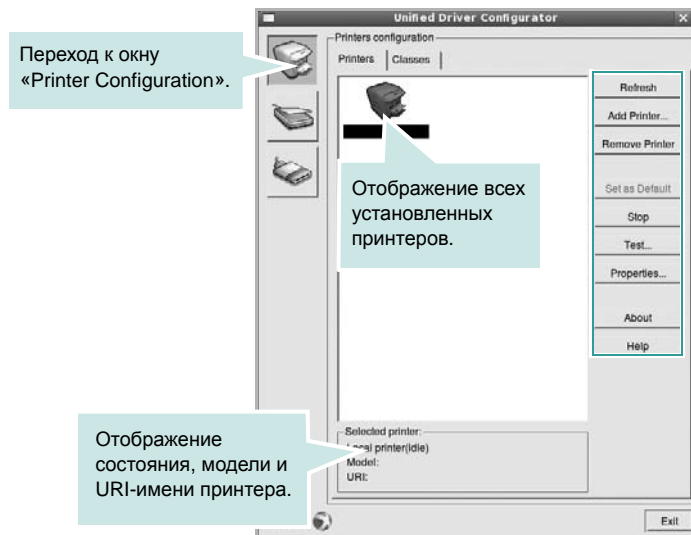 Unified Driver Configurator
Переход к окну
«Printer Configuration».
Printers configuration
Printers
Classes
Refresh
Add Printer...
Remove Printer
Set as Default
Stop
Test...
Properties...
About
Help
Отображение всех
установленных
принтеров.
Отображение
состояния, модели и
URI-имени принтера.
Selected printer:
Local printer(idle)
Model:
URI:
Exit